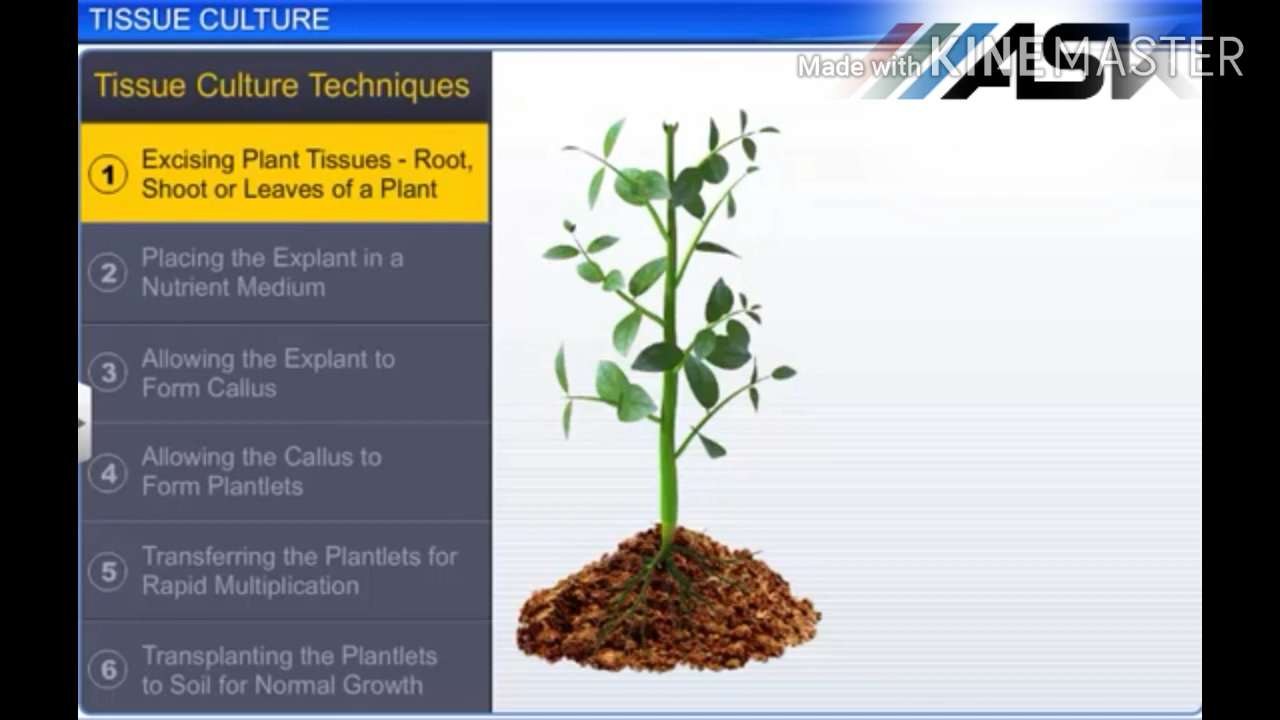 TISSUE CULTURE
Made with KINEMASTER
ASK
Tissue Culture Techniques
1 Excising Plant Tissues - Root,
Shoot or Leaves of a Plant
2 Placing the Explant in a
Nutrient Medium
3 Allowing the Explant to
Form Callus
4 Allowing the Callus to
Form Plantlets
5 Transferring the Plantlets for
Rapid Multiplication
6 Transplanting the Plantlets
to Soil for Normal Growth